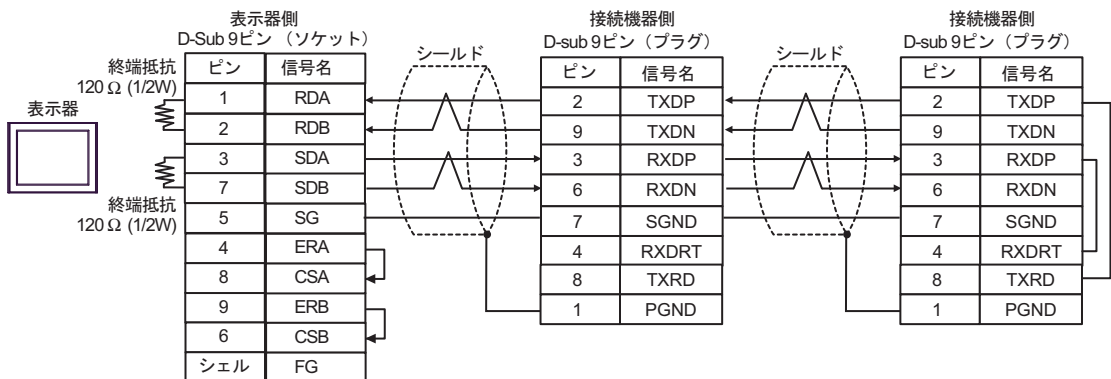 表示器側
D-Sub 9ピン （ソケット）
接続機器側
D-sub 9ピン（プラグ）
接続機器側
D-sub 9ピン（プラグ）
シールド
シールド
終端抵抗
120 Ω (1/2W)
表示器
終端抵抗
120 Ω (1/2W)
ピン 信号名
1 RDA
2 RDB
3 SDA
7 SDB
5 SG
4 ERA
8 CSA
9 ERB
6 CSB
シェル FG
ピン 信号名
2 TXDP
9 TXDN
3 RXDP
6 RXDN
7 SGND
4 RXDRT
8 TXRD
1 PGND
ピン 信号名
2 TXDP
9 TXDN
3 RXDP
6 RXDN
7 SGND
4 RXDRT
8 TXRD
1 PGND